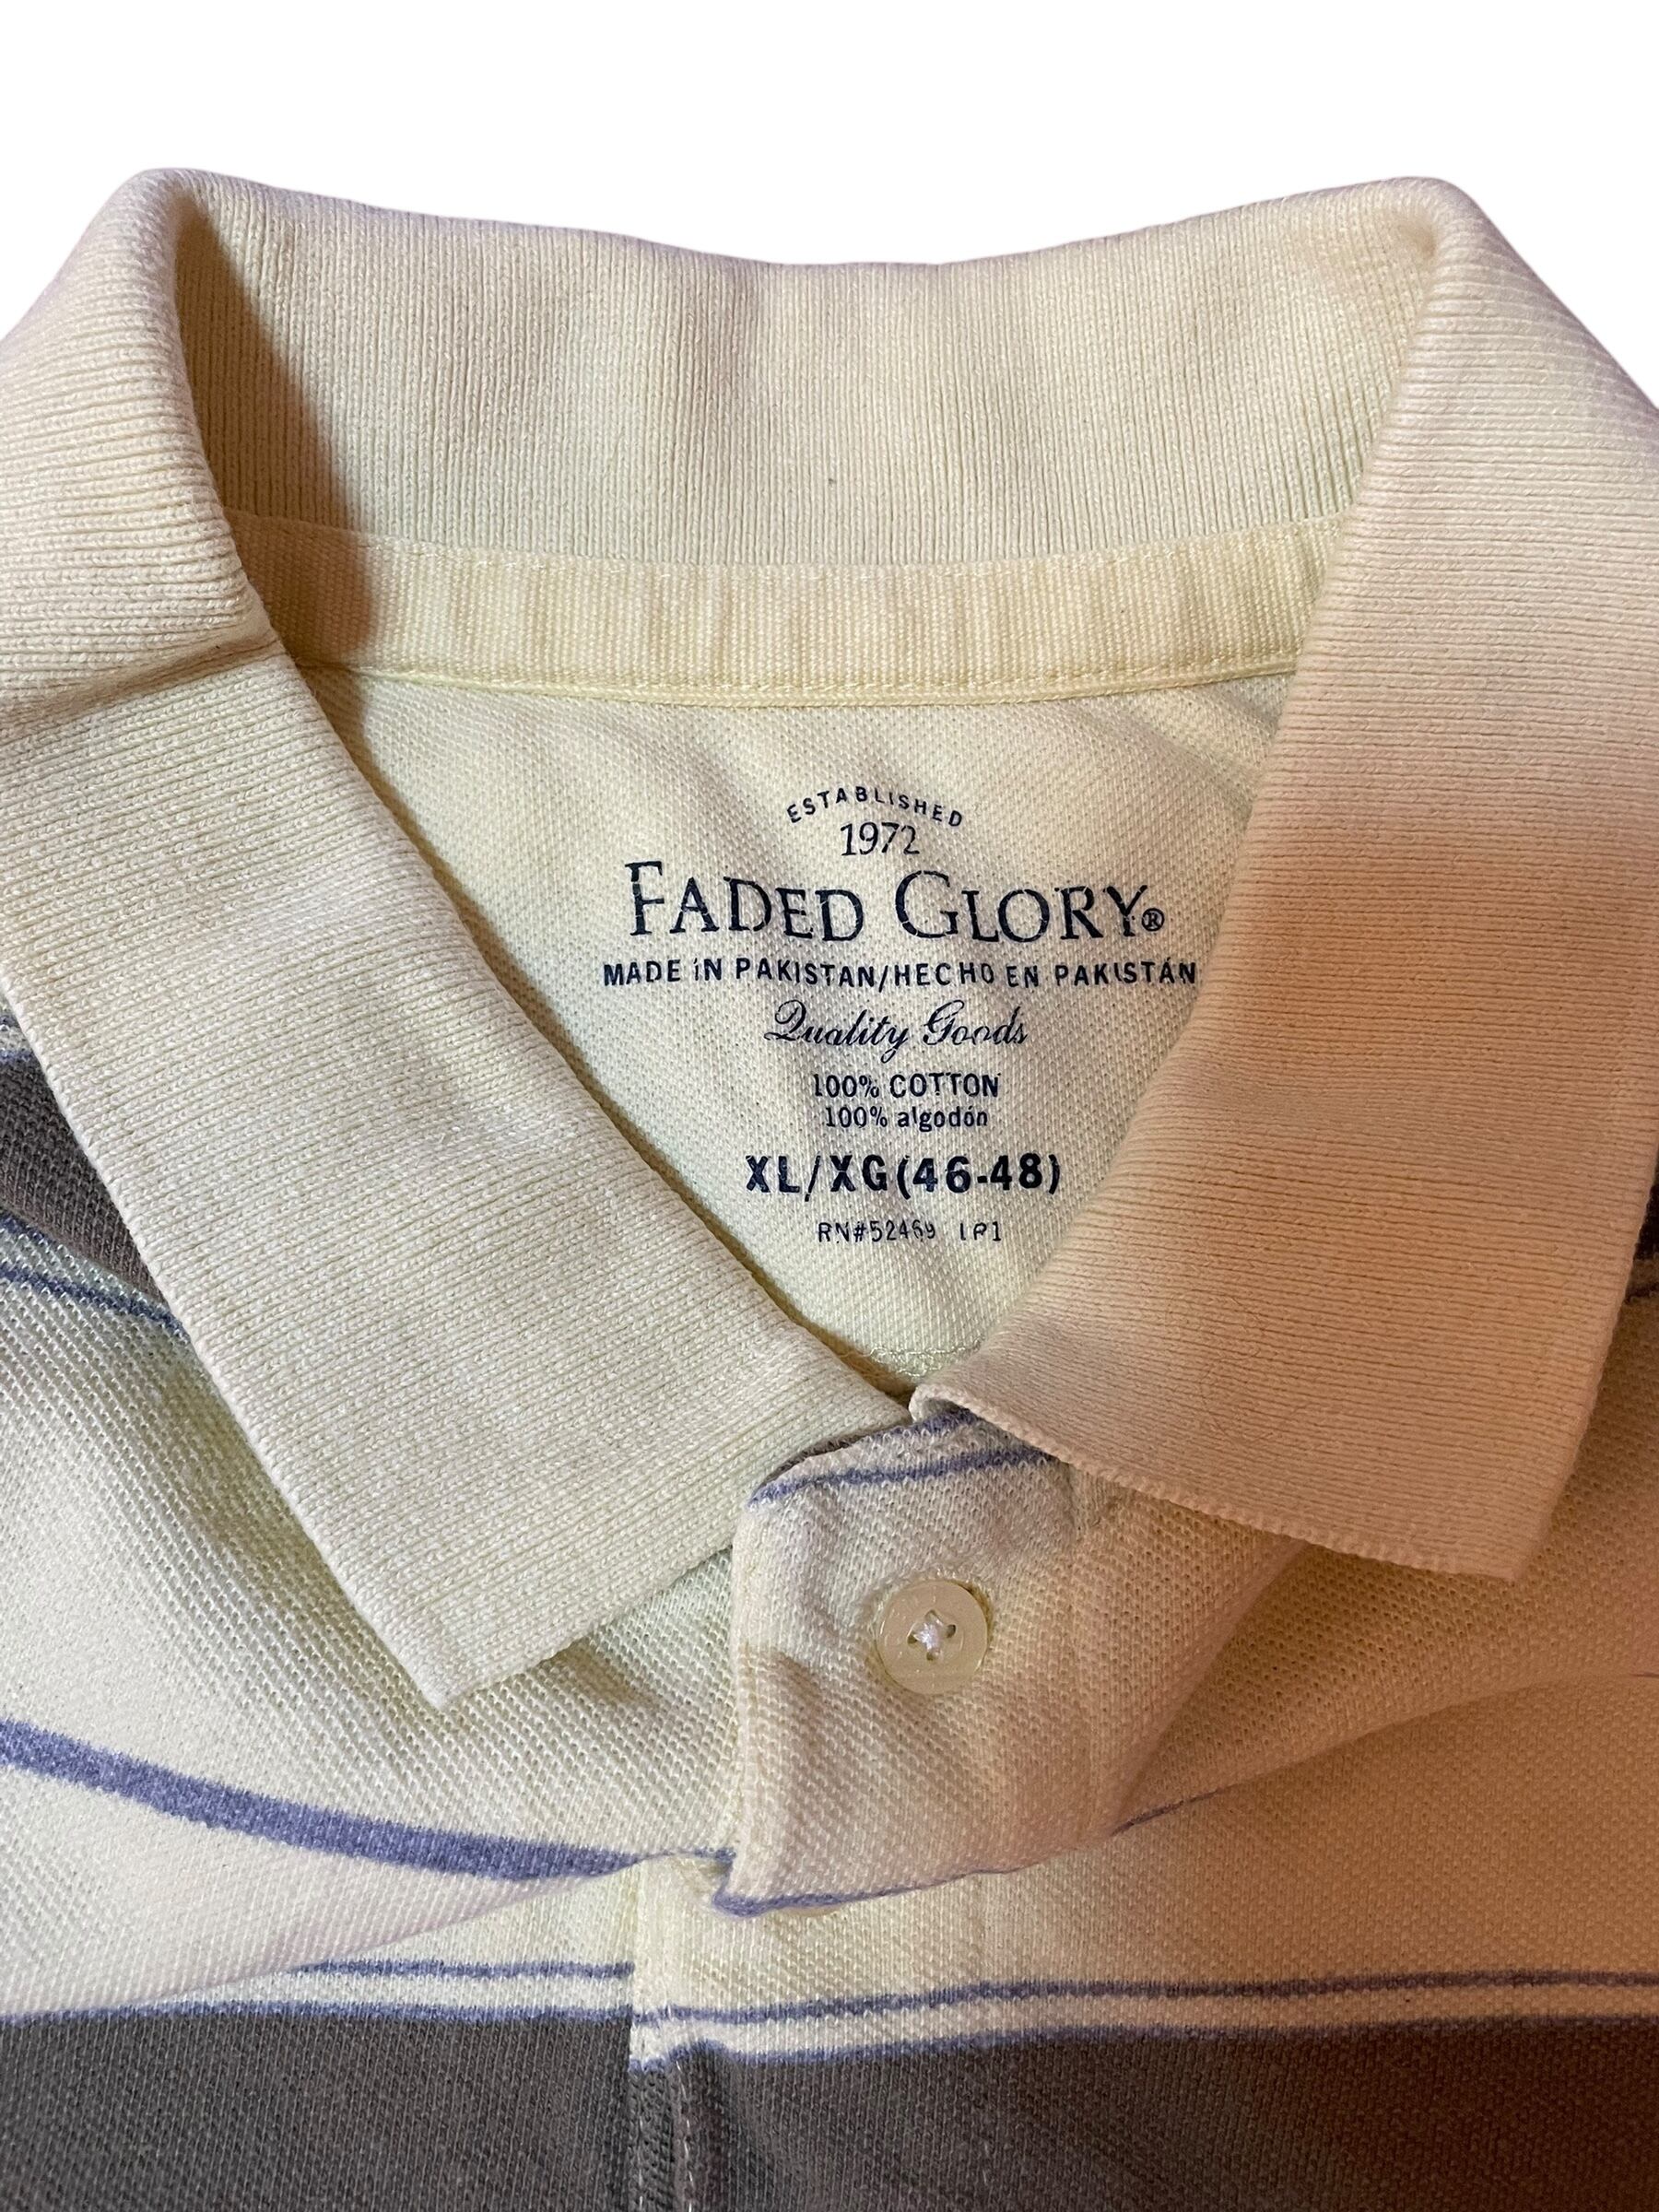 ESTABLISHED
1972
FADED GLORY®
MADE IN PAKISTAN/HECHO EN PAKISTÁN
Quality Goods
100% COTTON
100% algodón
XL/XG(46-48)
RN#52469